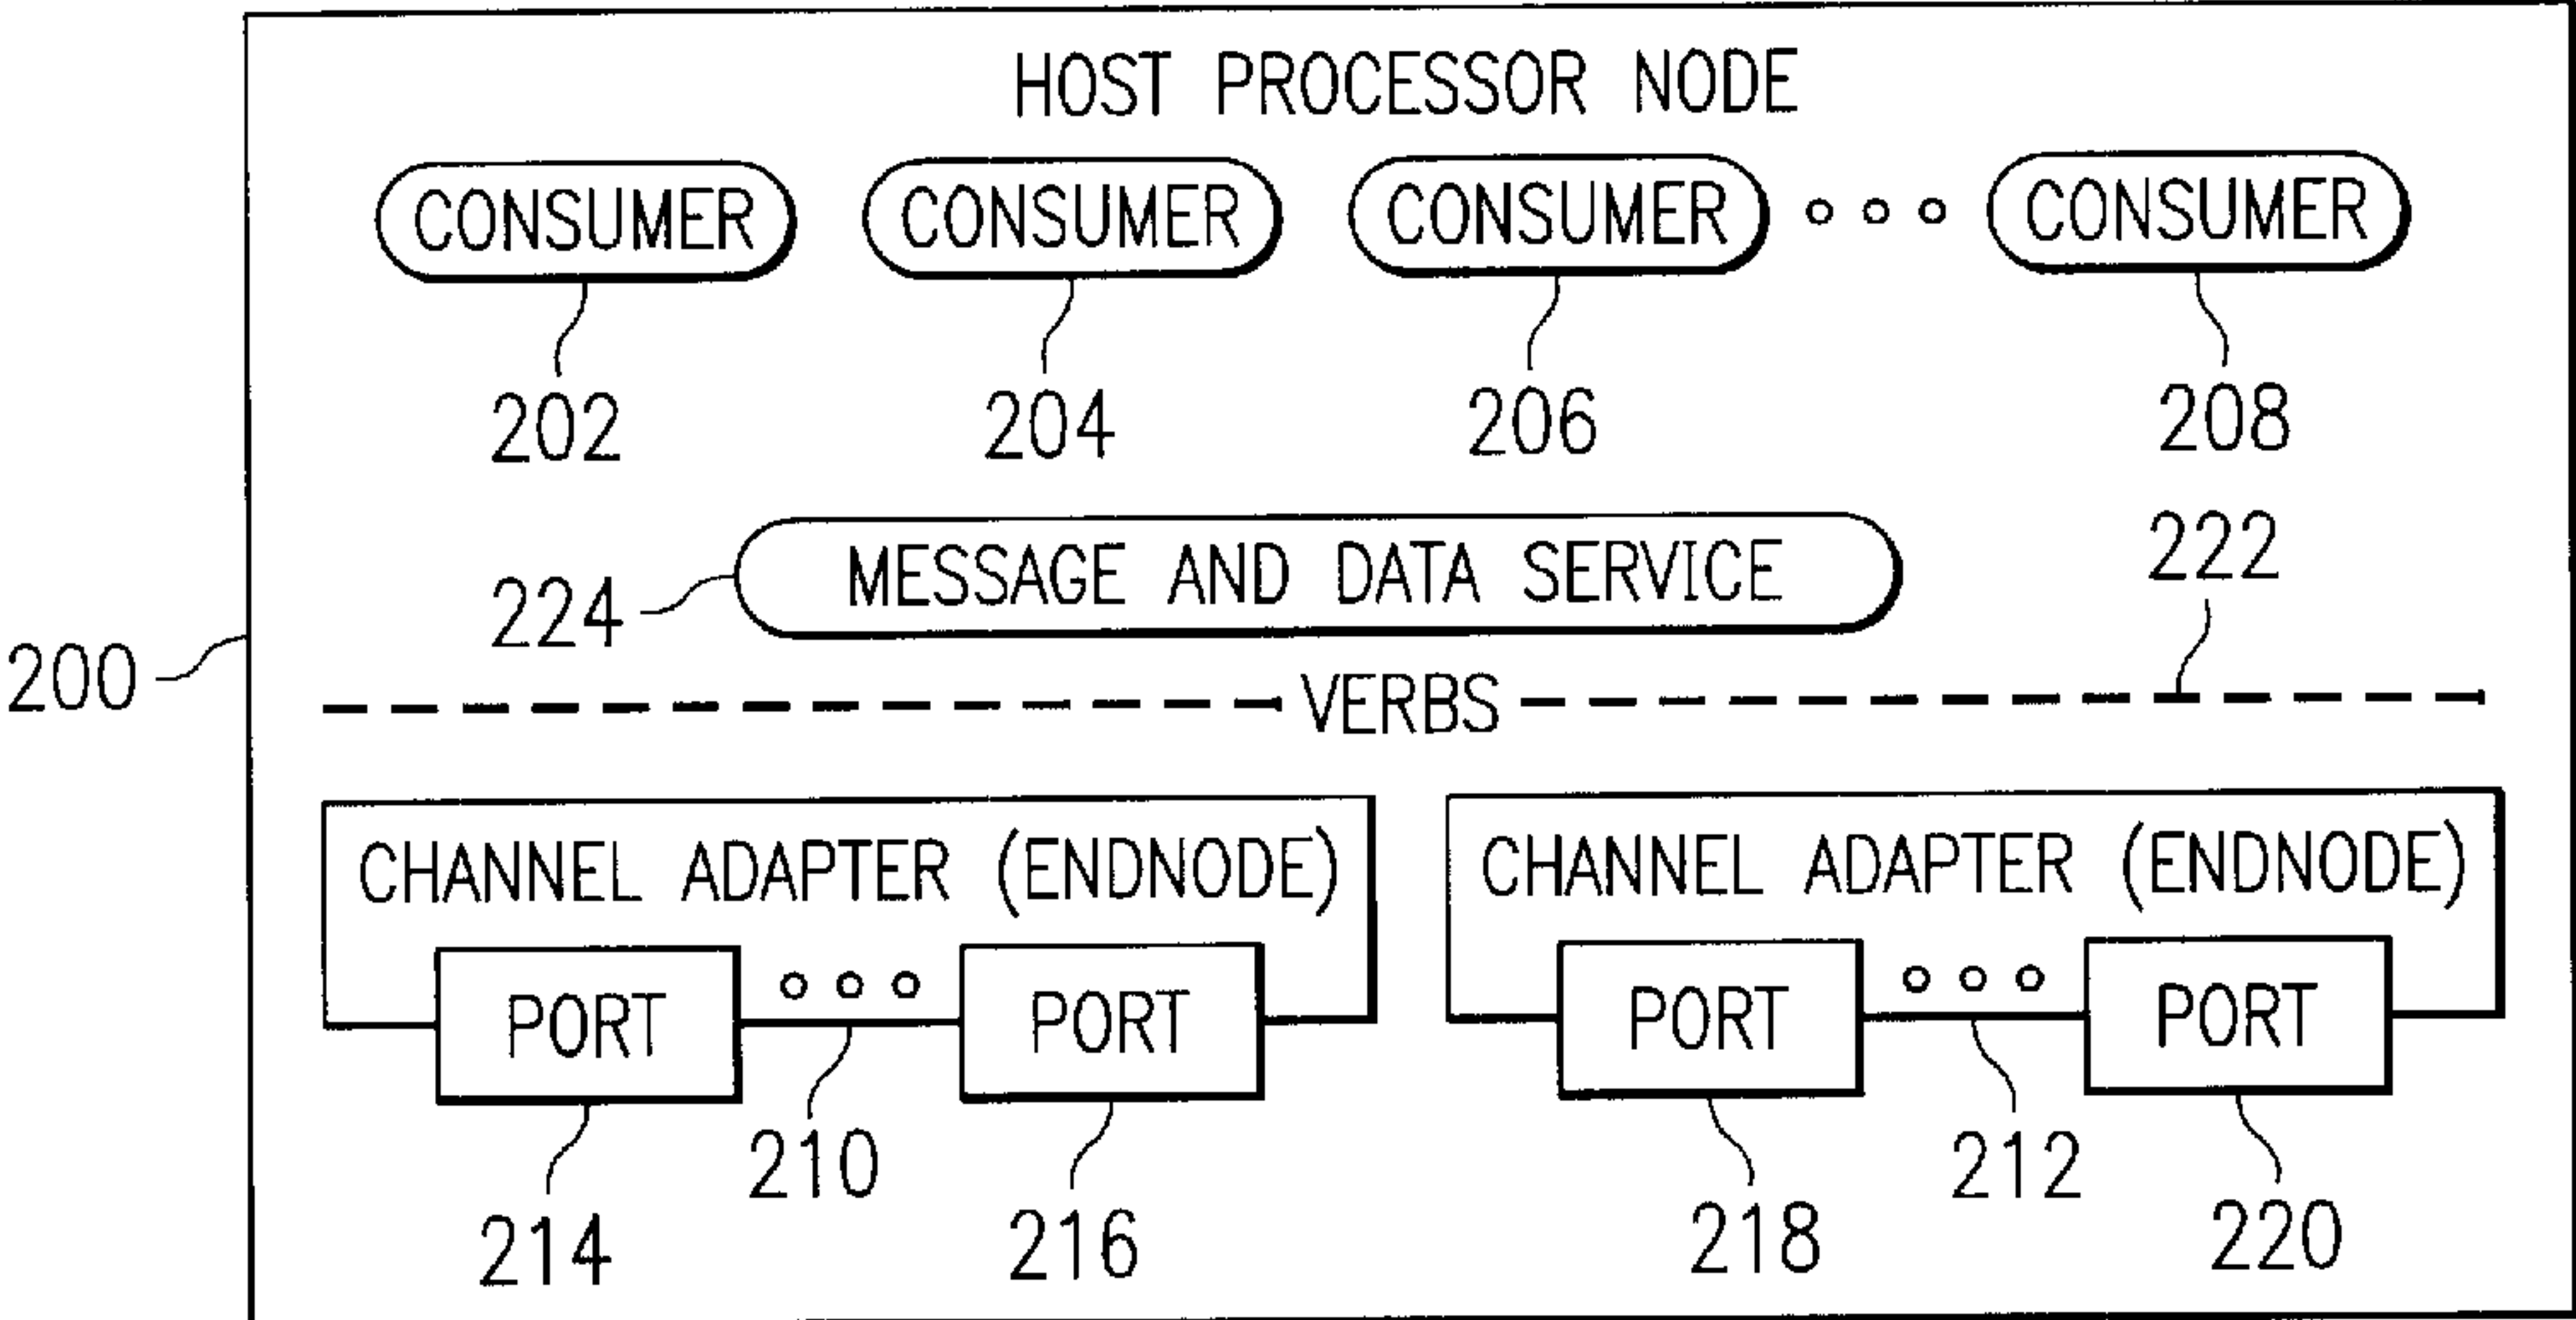 HOST PROCESSOR NODE
CONSUMER CONSUMER CONSUMER CONSUMER
202 204 206 208
222
MESSAGE AND DATA SERVICE
224
200
VERBS
CHANNEL ADAPTER (ENDNODE) CHANNEL ADAPTER (ENDNODE)
PORT PORT PORT PORT
210 212
214 216 218 220